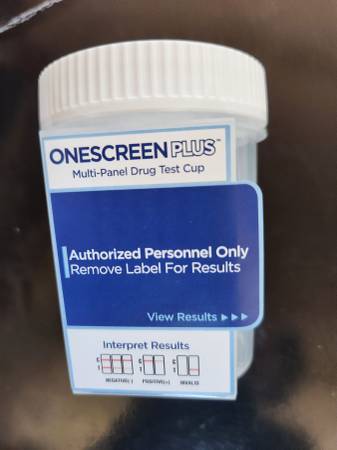 ONESCREEN PLUS™
Multi-Panel Drug Test Cup
Authorized Personnel Only
Remove Label For Results
View Results ▶ ▶ ▶
Interpret Results
C C C
T T T
NEGATIVE(-) POSITIVE(+) INVALID